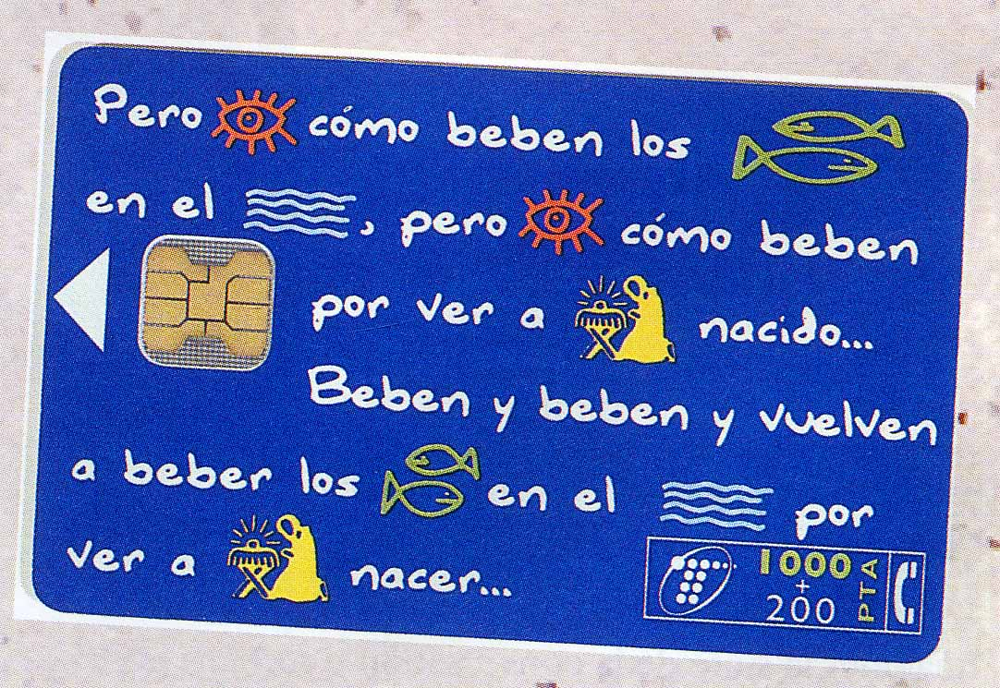 Pero cómo beben los
en el , pero cómo beben
por ver a nacido...
Beben y beben y vuelven
a beber los en el por
ver a nacer...
1000
+
200
PTA